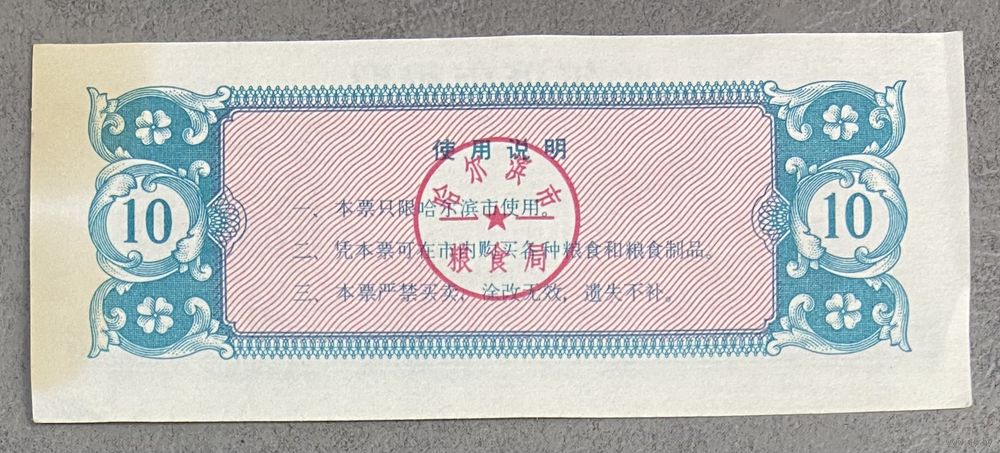 使用说明
哈尔滨市
粮食局
一、本票只限哈尔滨市使用。
二、凭本票可在市内购买各种粮食和粮食制品。
三、本票严禁买卖，涂改无效，遗失不补。
10
10